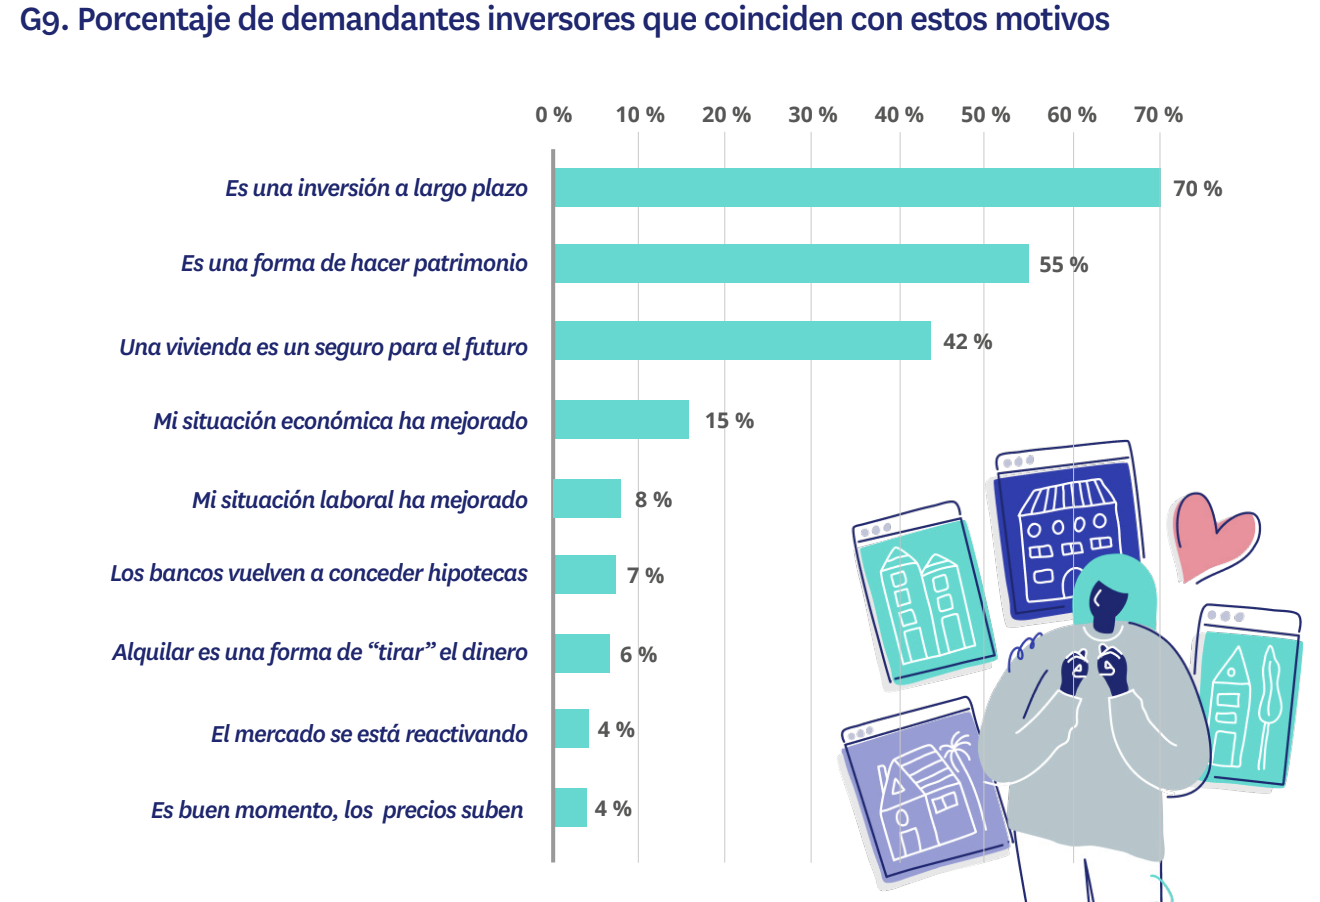 G9. Porcentaje de demandantes inversores que coinciden con estos motivos
0 % 10 % 20 % 30 % 40 % 50 % 60 % 70 %
Es una inversión a largo plazo 70 %
Es una forma de hacer patrimonio 55 %
Una vivienda es un seguro para el futuro 42 %
Mi situación económica ha mejorado 15 %
Mi situación laboral ha mejorado 8 %
Los bancos vuelven a conceder hipotecas 7 %
Alquilar es una forma de “tirar” el dinero 6 %
El mercado se está reactivando 4 %
Es buen momento, los precios suben 4 %